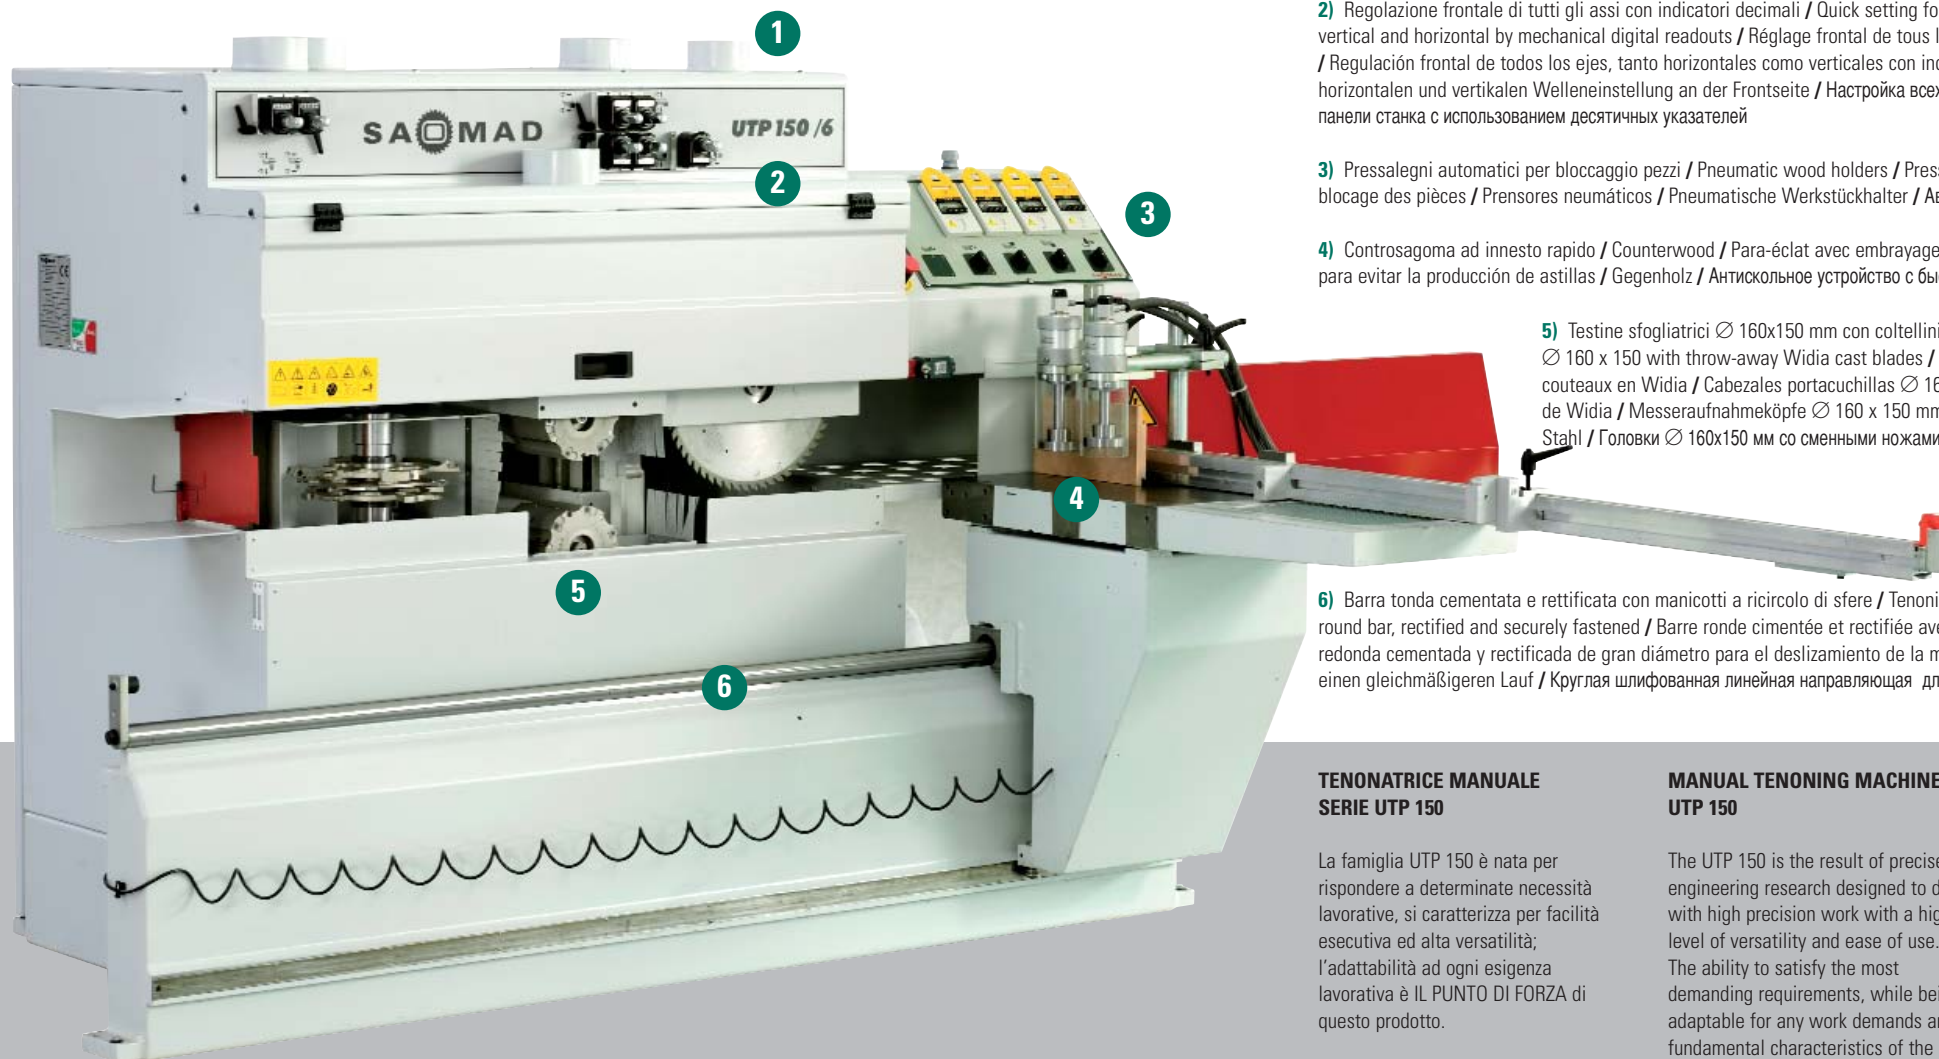 1
2
3
4
5
6
SAOMAD
UTP 150 /6
2) Regolazione frontale di tutti gli assi con indicatori decimali / Quick setting fo
vertical and horizontal by mechanical digital readouts / Réglage frontal de tous l
/ Regulación frontal de todos los ejes, tanto horizontales como verticales con in
horizontalen und vertikalen Welleneinstellung an der Frontseite / Настройка всех
панели станка с использованием десятичных указателей
3) Pressalegni automatici per bloccaggio pezzi / Pneumatic wood holders / Press
blocage des pièces / Prensores neumáticos / Pneumatische Werkstückhalter / Ав
4) Controsagoma ad innesto rapido / Counterwood / Para-éclat avec embrayage
para evitar la producción de astillas / Gegenholz / Антискольное устройство с бы
5) Testine sfogliatrici ∅ 160x150 mm con coltellini
∅ 160 x 150 with throw-away Widia cast blades /
couteaux en Widia / Cabezales portacuchillas ∅ 16
de Widia / Messeraufnahmeköpfe ∅ 160 x 150 mm
Stahl / Головки ∅ 160x150 мм со сменными ножами
6) Barra tonda cementata e rettificata con manicotti a ricircolo di sfere / Tenoni
round bar, rectified and securely fastened / Barre ronde cimentée et rectifiée ave
redonda cementada y rectificada de gran diámetro para el deslizamiento de la m
einen gleichmäßigeren Lauf / Круглая шлифованная линейная направляющая дл
TENONATRICE MANUALE
SERIE UTP 150
La famiglia UTP 150 è nata per
rispondere a determinate necessità
lavorative, si caratterizza per facilità
esecutiva ed alta versatilità;
l'adattabilità ad ogni esigenza
lavorativa è IL PUNTO DI FORZA di
questo prodotto.
MANUAL TENONING MACHINE
UTP 150
The UTP 150 is the result of precise
engineering research designed to d
with high precision work with a hig
level of versatility and ease of use.
The ability to satisfy the most
demanding requirements, while bei
adaptable for any work demands a
fundamental characteristics of the